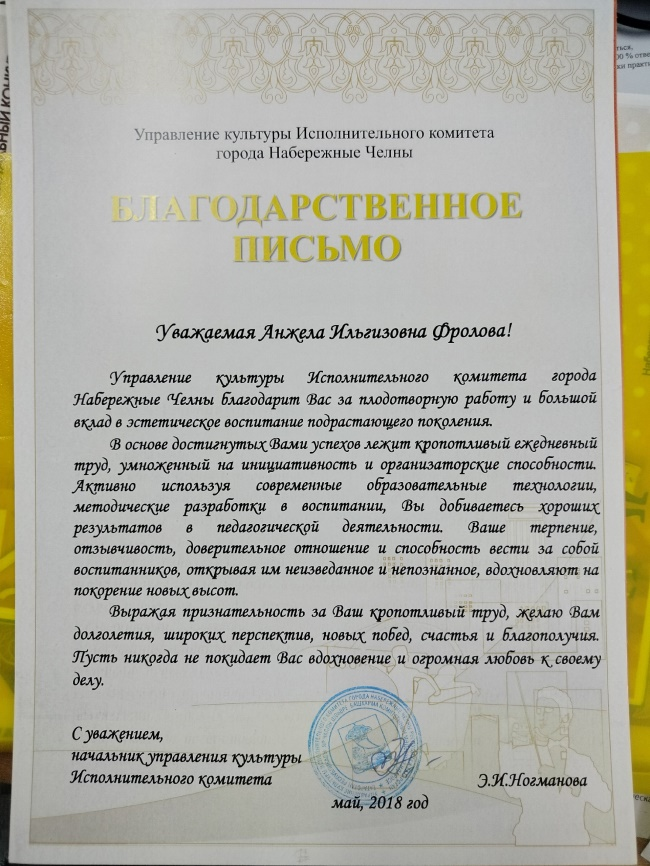 Управление культуры Исполнительного комитета
города Набережные Челны
БЛАГОДАРСТВЕННОЕ
ПИСЬМО
Уважаемая Анжела Ильгизовна Фролова!
Управление культуры Исполнительного комитета города
Набережные Челны благодарит Вас за плодотворную работу и большой
вклад в эстетическое воспитание подрастающего поколения.
В основе достигнутых Вами успехов лежит кропотливый ежедневный
труд, умноженный на инициативность и организаторские способности.
Активно используя современные образовательные технологии,
методические разработки в воспитании, Вы добиваетесь хороших
результатов в педагогической деятельности. Ваше терпение,
отзывчивость, доверительное отношение и способность вести за собой
воспитанников, открывая им неизведанное и непознанное, вдохновляют на
покорение новых высот.
Выражая признательность за Ваш кропотливый труд, желаю Вам
долголетия, широких перспектив, новых побед, счастья и благополучия.
Пусть никогда не покидает Вас вдохновение и огромная любовь к своему
делу.
С уважением,
начальник управления культуры
Исполнительного комитета
Э.И.Ногманова
май, 2018 год